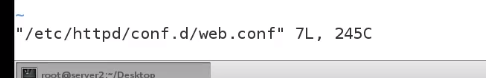 ~
"/etc/httpd/conf.d/web.conf" 7L, 245C
root@server2:~/Desktop